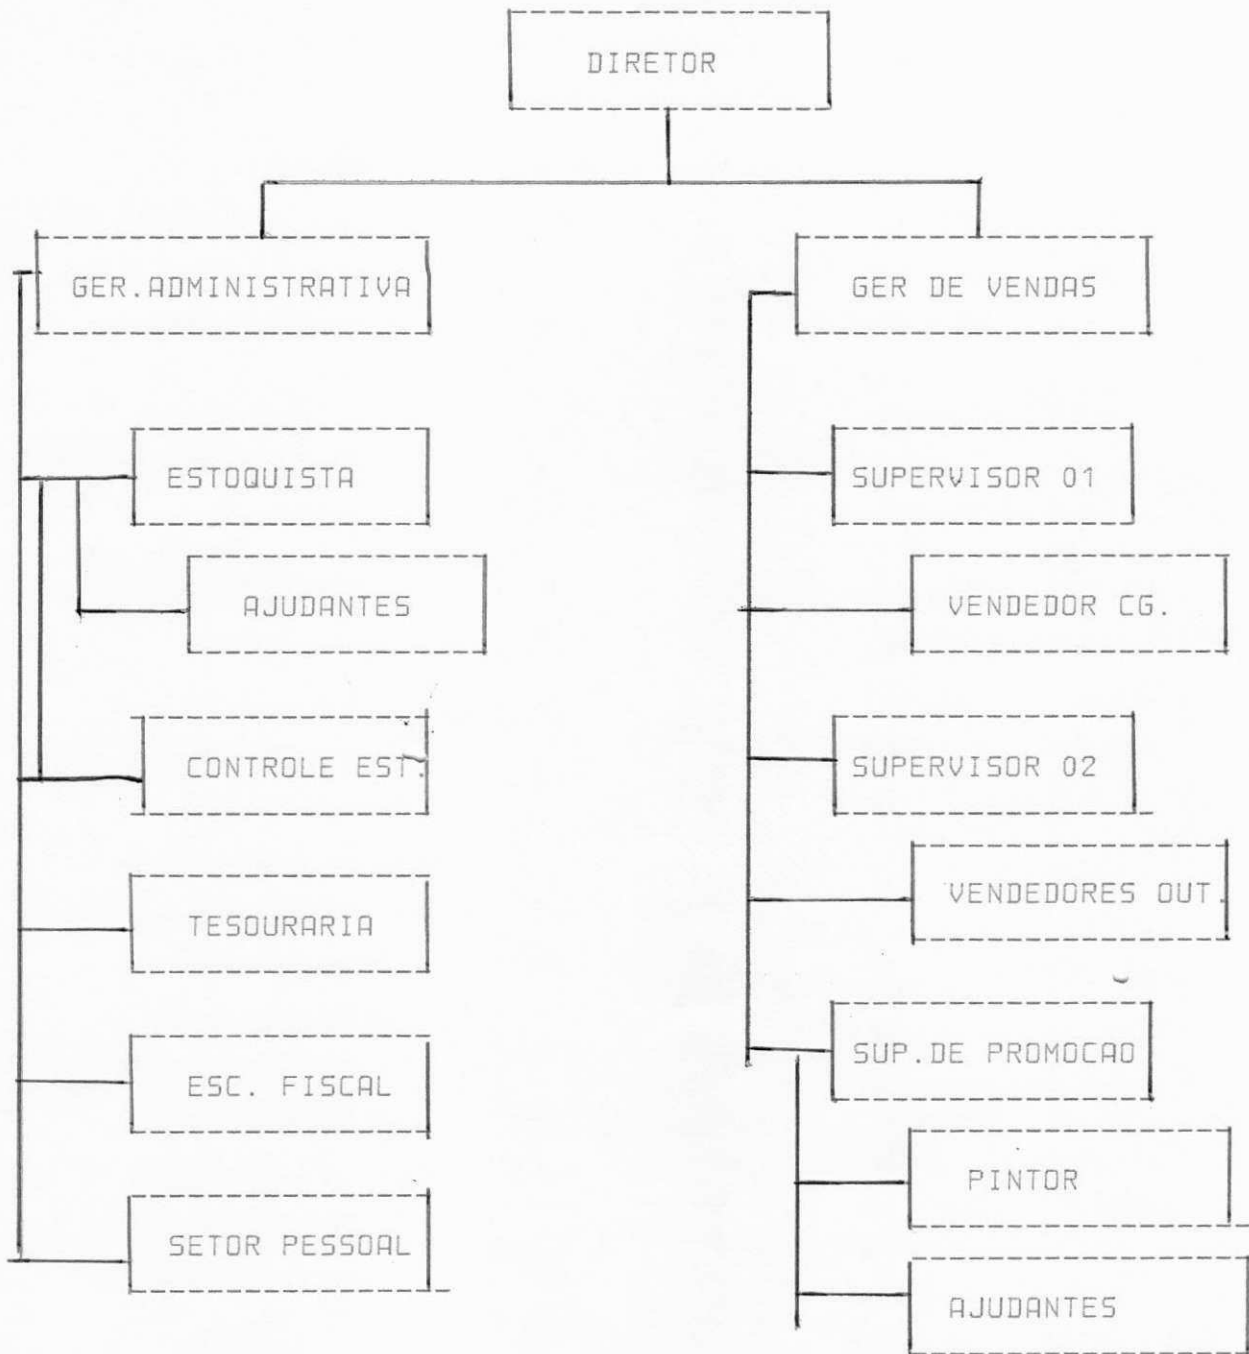 DIRETOR
GER.ADMINISTRATIVA
ESTOQUISTA
AJUDANTES
CONTROLE EST.
TESOURARIA
ESC. FISCAL
SETOR PESSOAL
GER DE VENDAS
SUPERVISOR 01
VENDEDOR CG.
SUPERVISOR 02
VENDEDORES OUT.
SUP.DE PROMOCAO
PINTOR
AJUDANTES